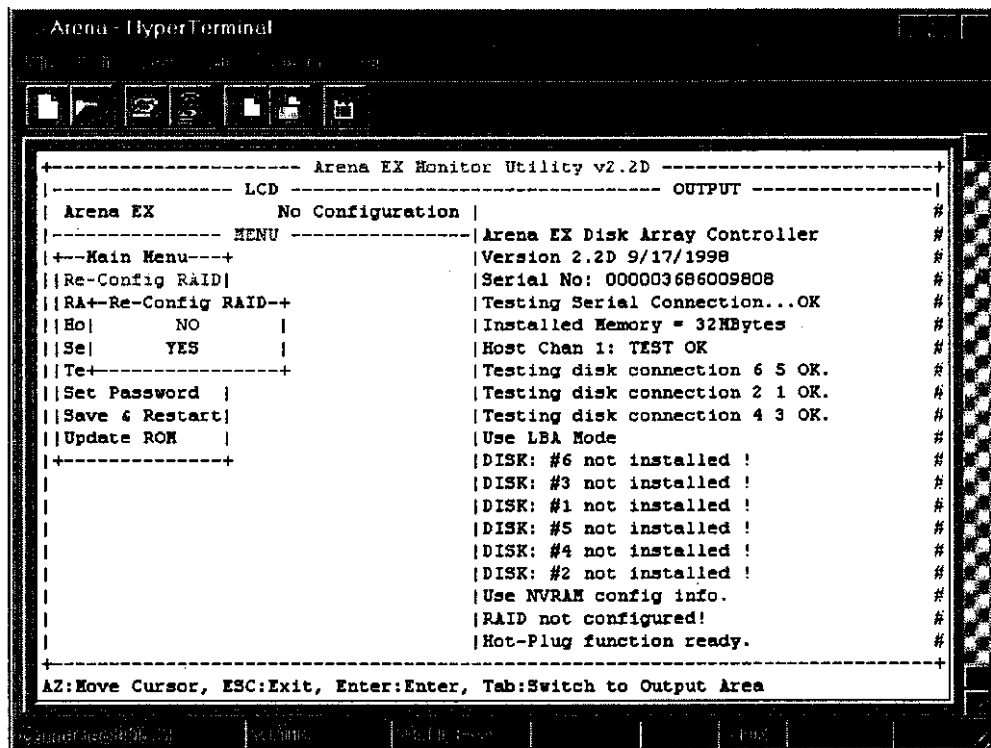 Arena - HyperTerminal
Arena EX Monitor Utility v2.2D
LCD OUTPUT
Arena EX No Configuration
MENU
Arena EX Disk Array Controller
+--Main Menu---+ Version 2.2D 9/17/1998
Re-Config RAID Serial No: 000003686009808
RA+-Re-Config RAID-+ Testing Serial Connection...OK
Ho| NO | Installed Memory = 32MBytes
Se| YES | Host Chan 1: TEST OK
Te+----------------+ Testing disk connection 6 5 OK.
Set Password Testing disk connection 2 1 OK.
Save & Restart Testing disk connection 4 3 OK.
Update ROM Use LBA Mode
DISK: #6 not installed !
DISK: #3 not installed !
DISK: #1 not installed !
DISK: #5 not installed !
DISK: #4 not installed !
DISK: #2 not installed !
Use NVRAM config info.
RAID not configured!
Hot-Plug function ready.
AZ:Move Cursor, ESC:Exit, Enter:Enter, Tab:Switch to Output Area